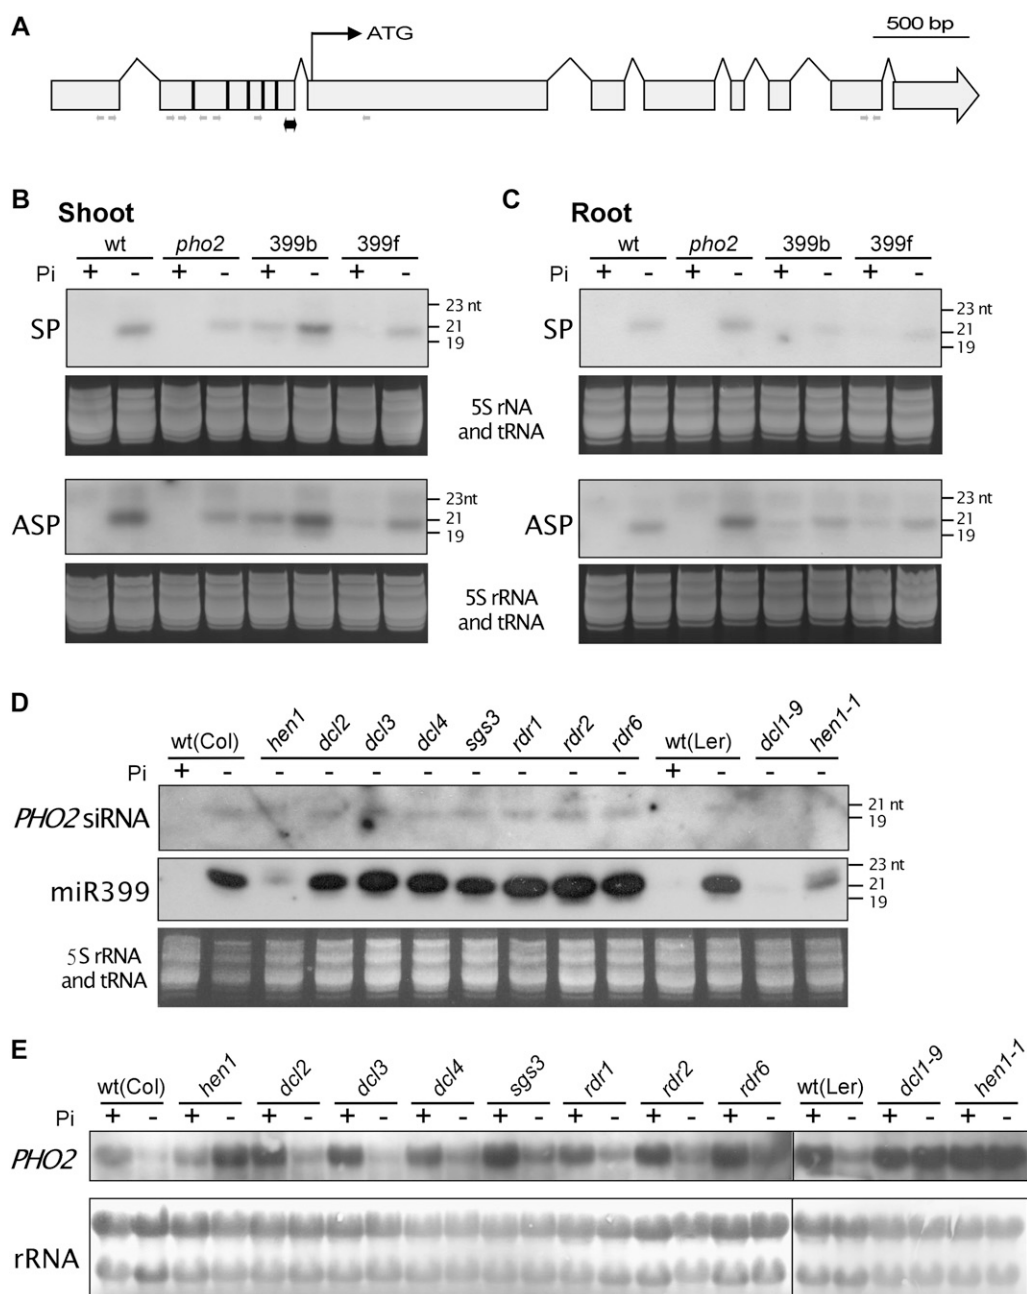 A
ATG
500 bp
B
Shoot
wt pho2 399b 399f
Pi + - + - + - + -
SP
23 nt
21
19
5S rNA
and tRNA
ASP
23nt
21
19
5S rRNA
and tRNA
C
Root
wt pho2 399b 399f
Pi + - + - + - + -
23 nt
21
19
23nt
21
19
D
wt(Col) hen1 dcl2 dcl3 dcl4 sgs3 rdr1 rdr2 rdr6 wt(Ler) dcl1-9 hen1-1
Pi + - - - - - - - - - + - - -
PHO2 siRNA
21 nt
19
miR399
23 nt
21
19
5S rRNA
and tRNA
E
wt(Col) hen1 dcl2 dcl3 dcl4 sgs3 rdr1 rdr2 rdr6 wt(Ler) dcl1-9 hen1-1
Pi + - + - + - + - + - + - + - + - + - + - + - + -
PHO2
rRNA